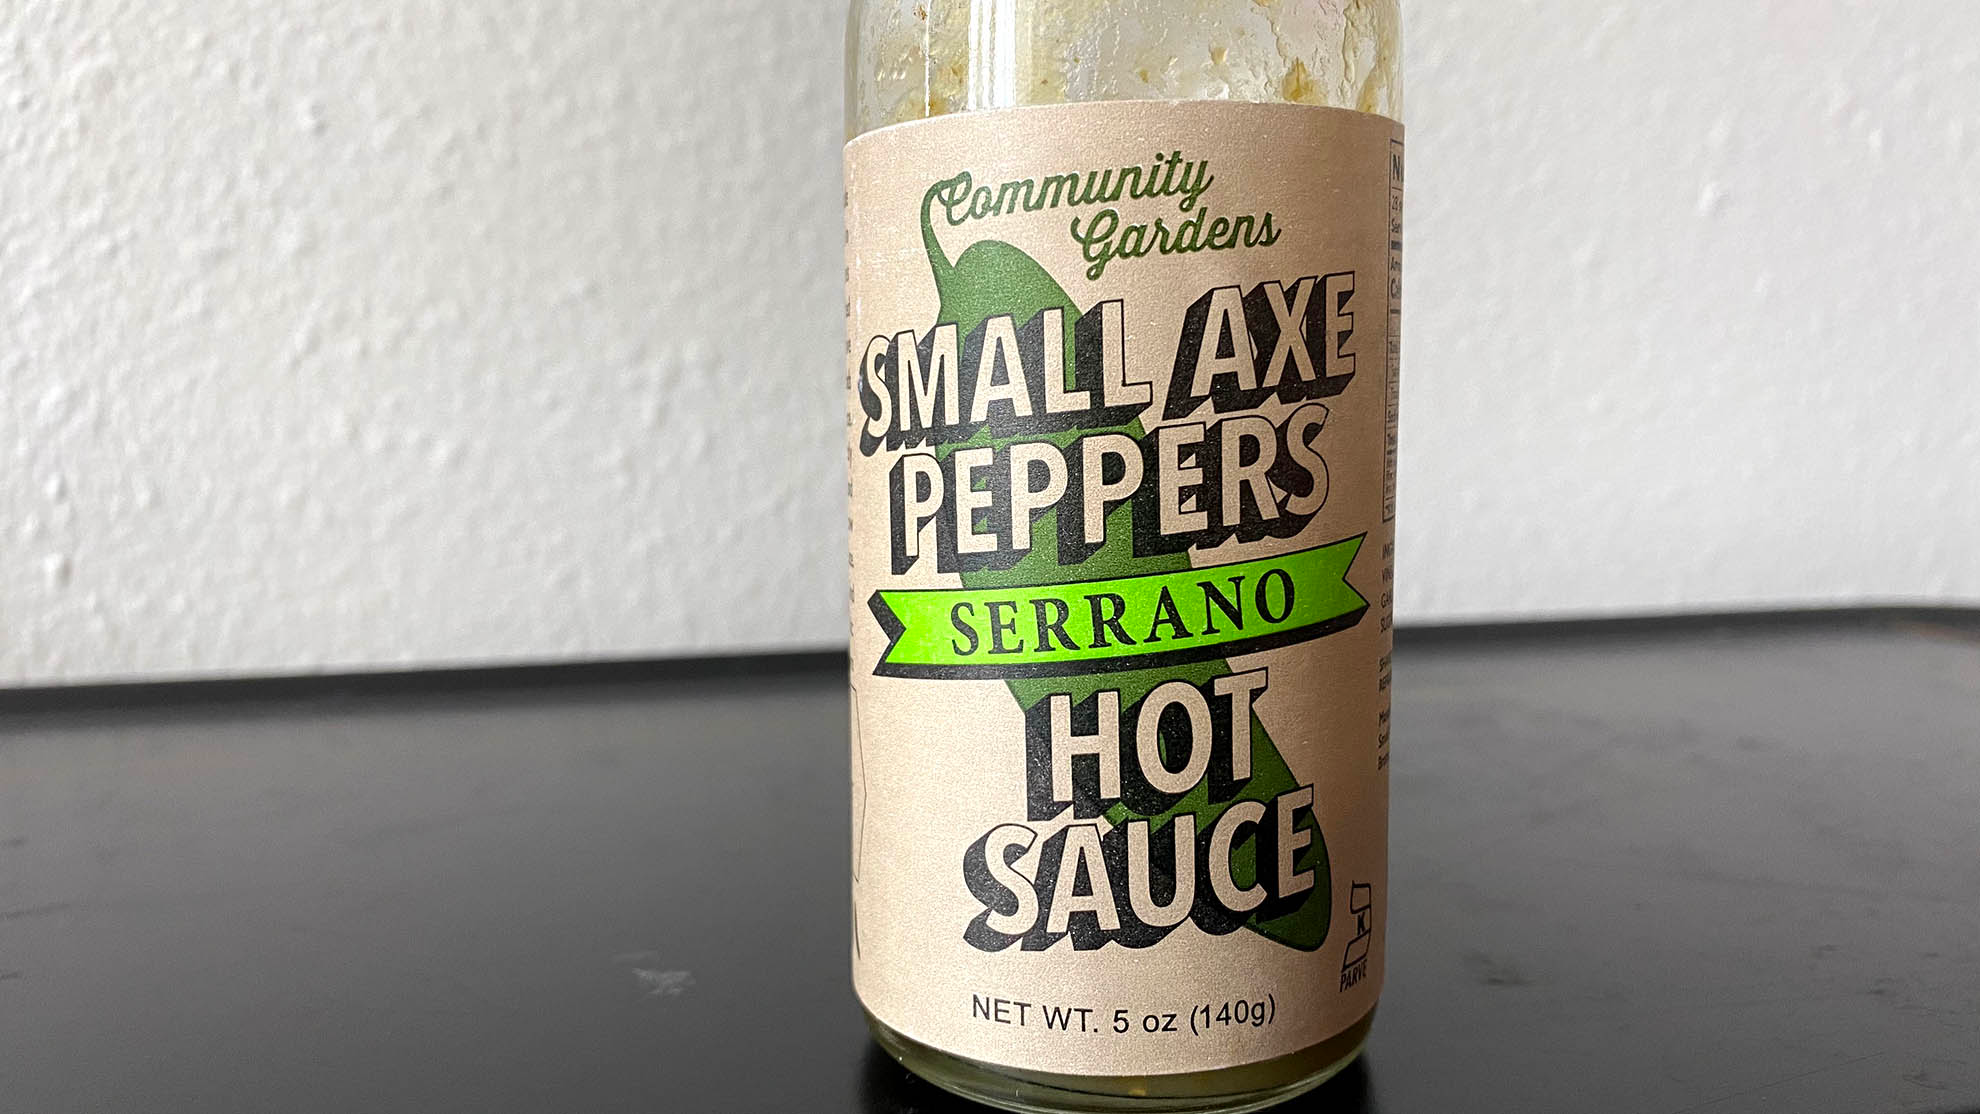 Community
Gardens
SMALL AXE
PEPPERS
SERRANO
HOT
SAUCE
K
PARVE
NET WT. 5 oz (140g)